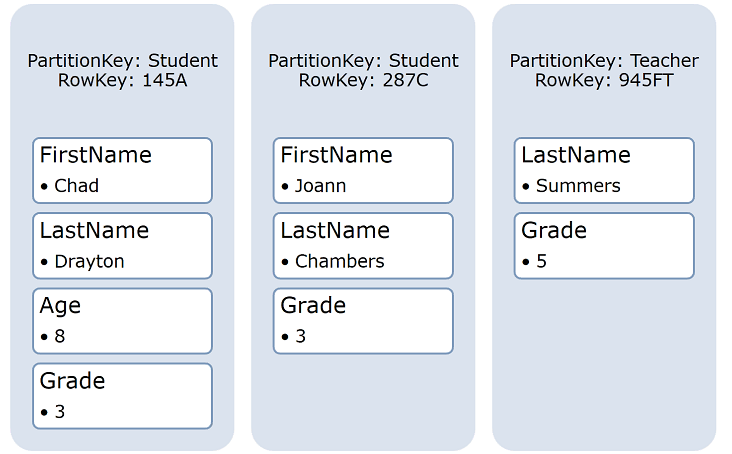 PartitionKey: Student
RowKey: 145A
FirstName
• Chad
LastName
• Drayton
Age
• 8
Grade
• 3
PartitionKey: Student
RowKey: 287C
FirstName
• Joann
LastName
• Chambers
Grade
• 3
PartitionKey: Teacher
RowKey: 945FT
LastName
• Summers
Grade
• 5